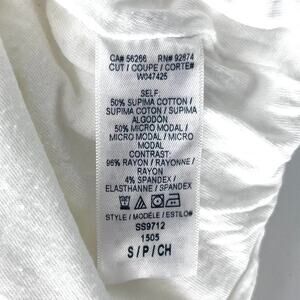 CA# 56266 RN# 92874
CUT / COUPE / CORTE#
W047425
SELF
50% SUPIMA COTTON /
SUPIMA COTON / SUPIMA
ALGODÓN
50% MICRO MODAL /
MICRO MODAL / MICRO
MODAL
CONTRAST-
96% RAYON / RAYONNE /
RAYON
4% SPANDEX /
ELASTHANNE / SPANDEX
STYLE / MODÈLE / ESTILO#
SS9712
1505
S / P / CH